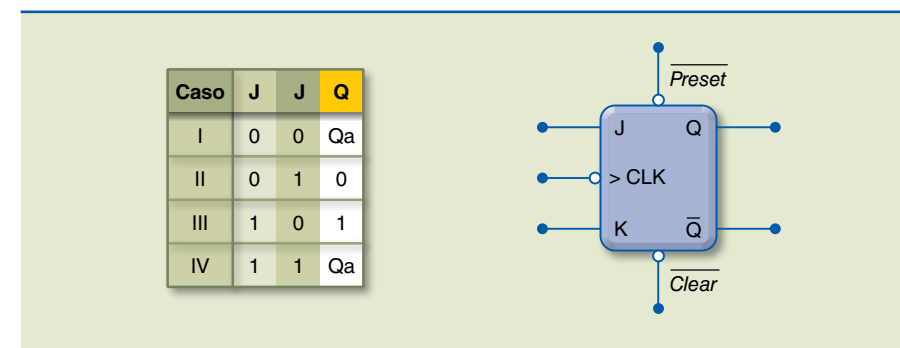 Caso J J Q
I 0 0 Qa
II 0 1 0
III 1 0 1
IV 1 1 Qa
Preset
J Q
> CLK
K Q̅
Clear